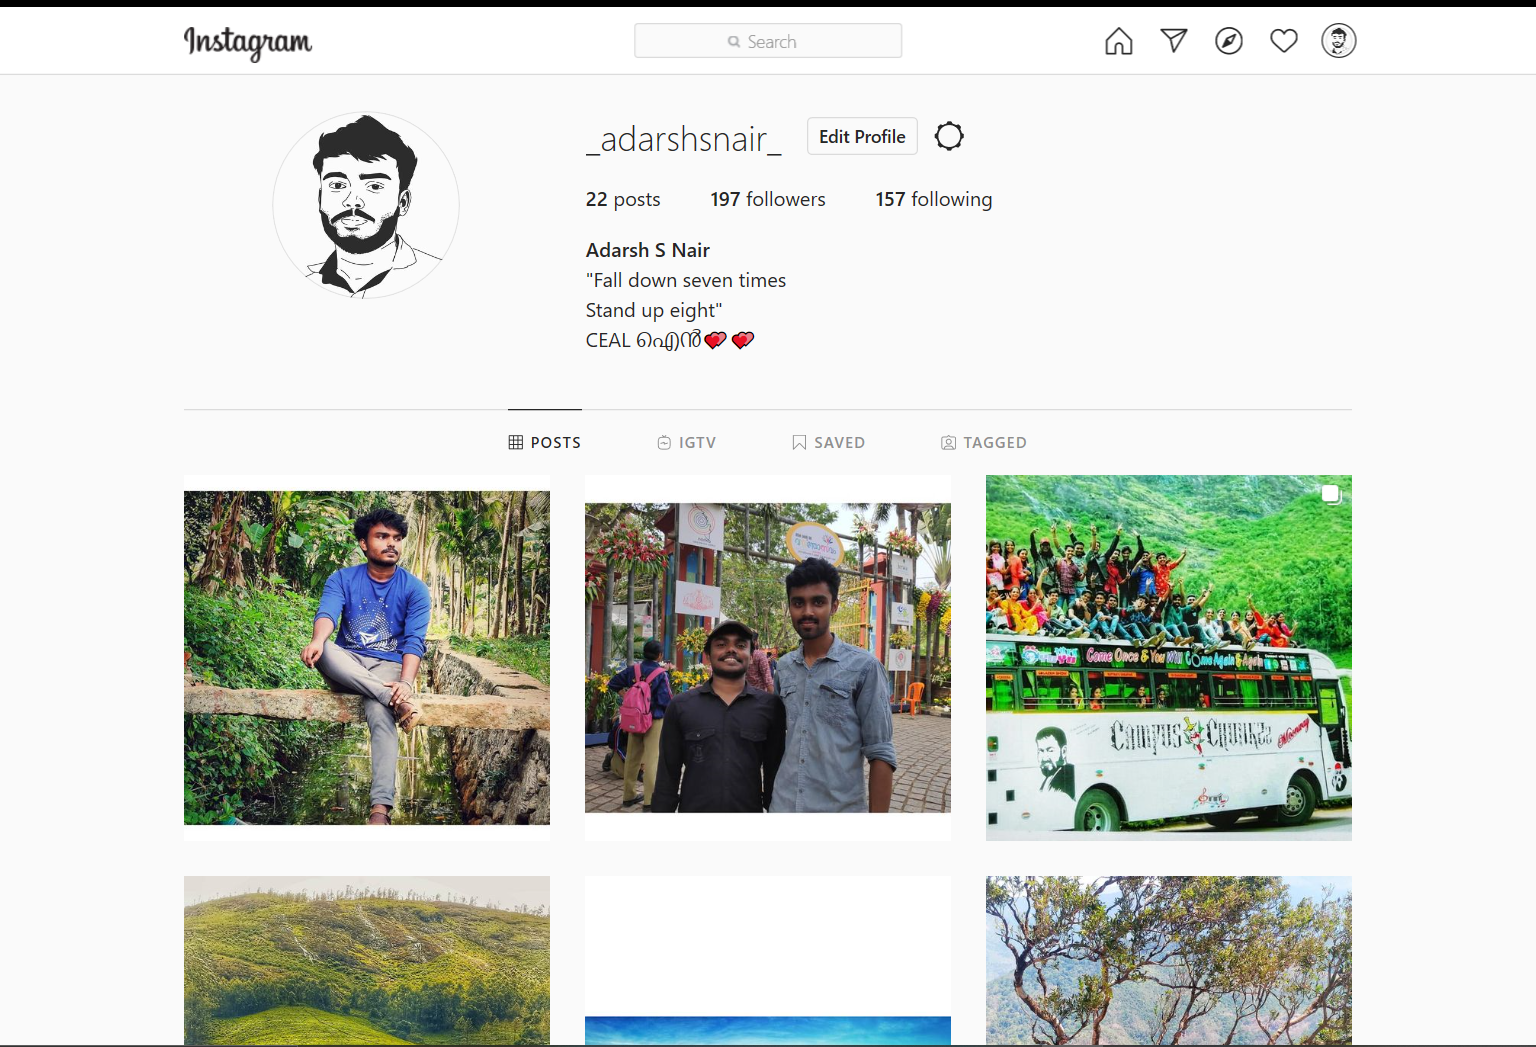 Instagram
Search
_adarshsnair_
Edit Profile
22 posts 197 followers 157 following
Adarsh S Nair
"Fall down seven times
Stand up eight"
CEAL ഐൻ💞💞
POSTS IGTV SAVED TAGGED
Come Once & You Will Come Again & Again
Campus